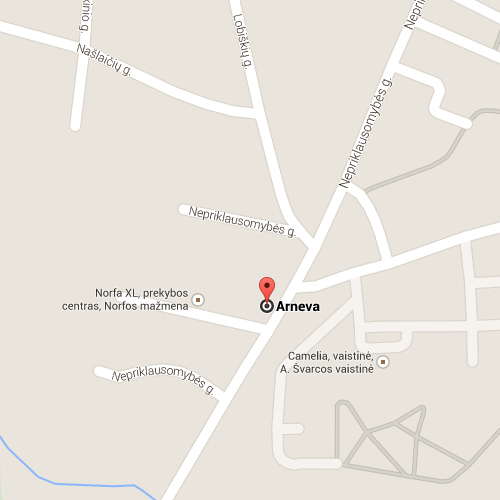 Lobiškių g.
Našlaičių g.
Nepriklausomybės g.
Nepriklausomybės g.
Norfa XL, prekybos
centras, Norfos mažmena
Arneva
Camelia, vaistinė,
A. Švarcos vaistinė
Nepriklausomybės g.